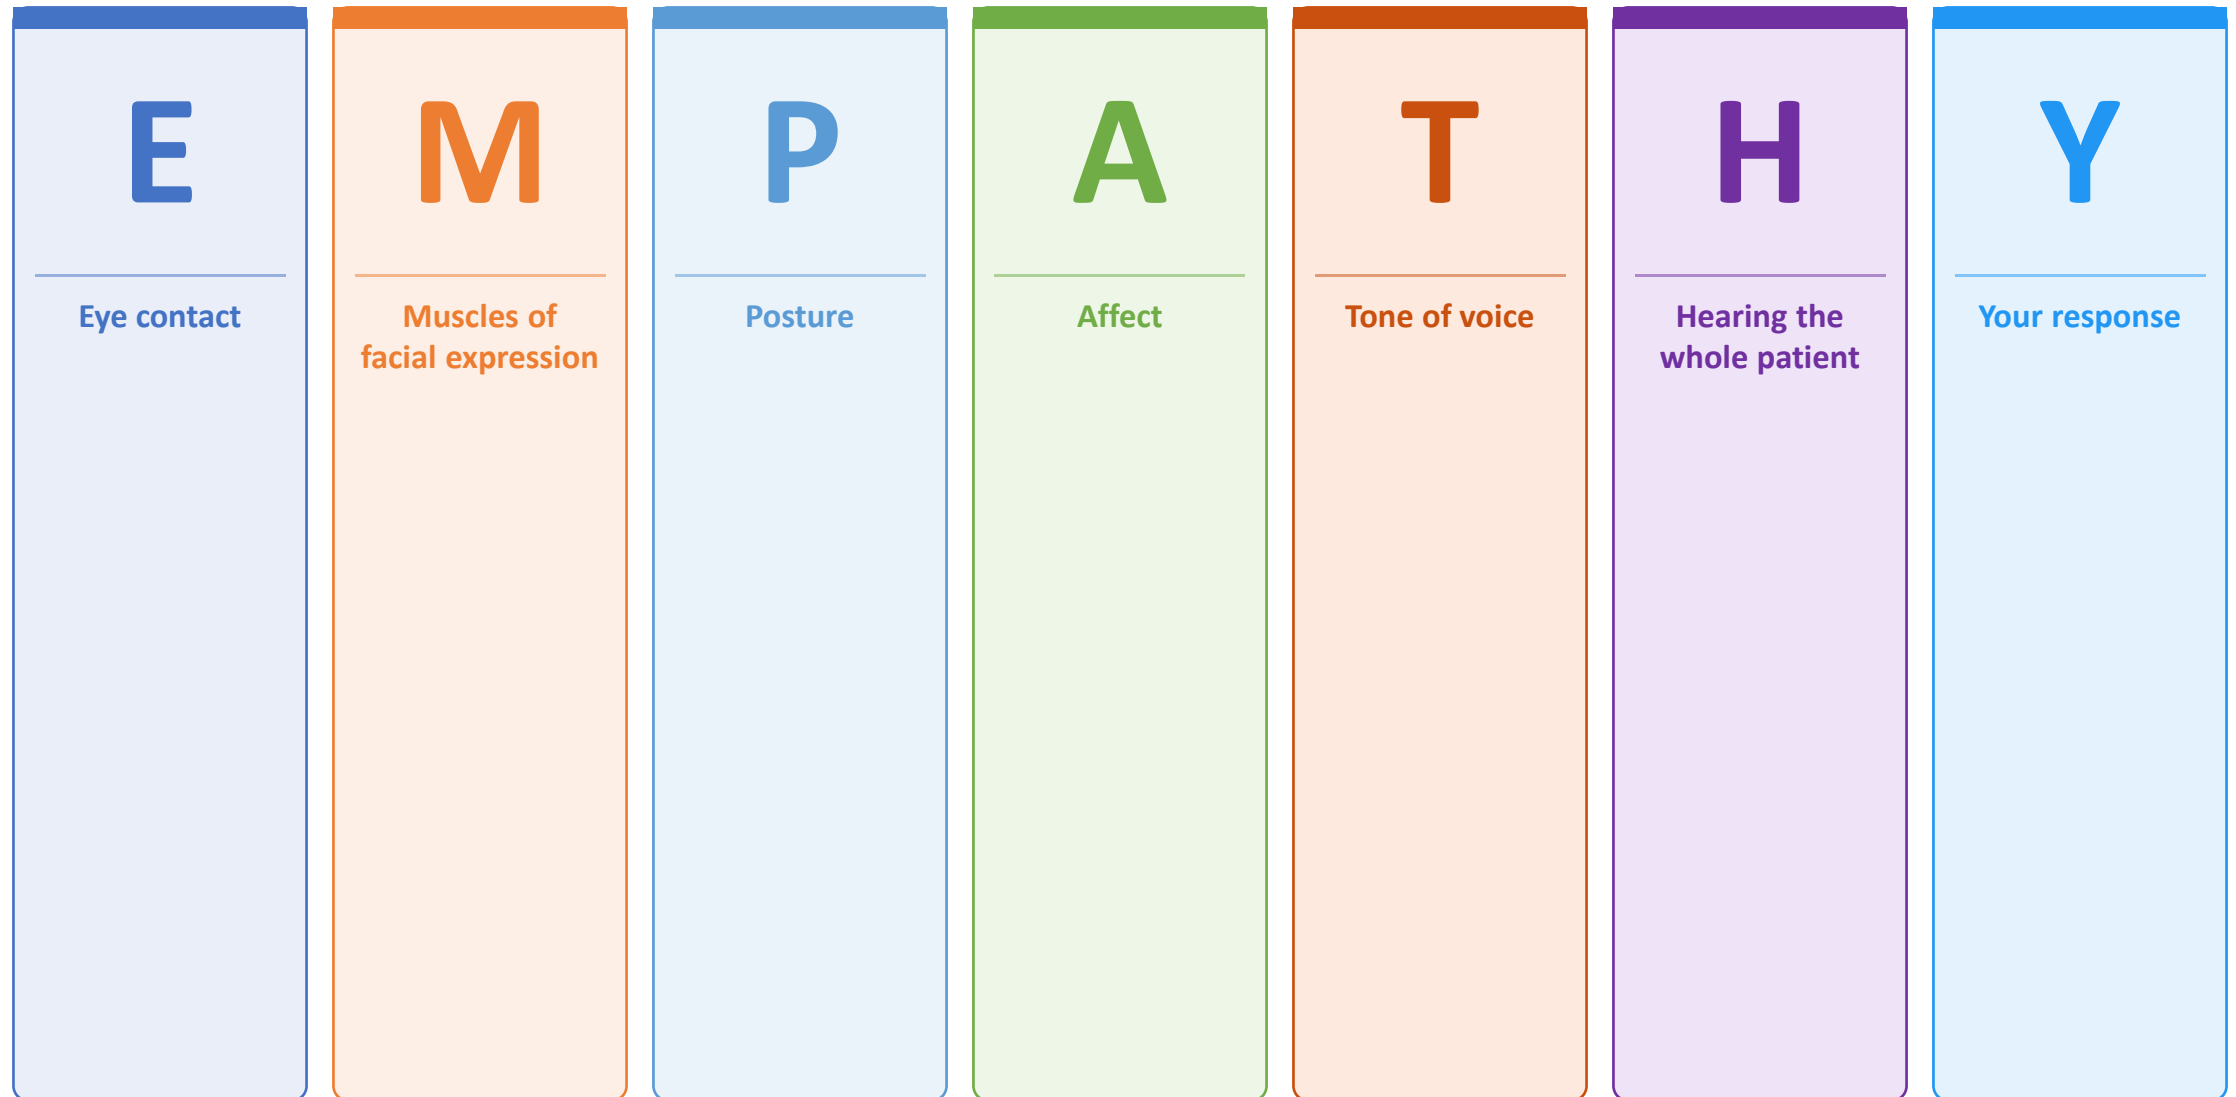 E
M
P
A
T
H
Y
Eye contact
Muscles of
facial expression
Posture
Affect
Tone of voice
Hearing the
whole patient
Your response